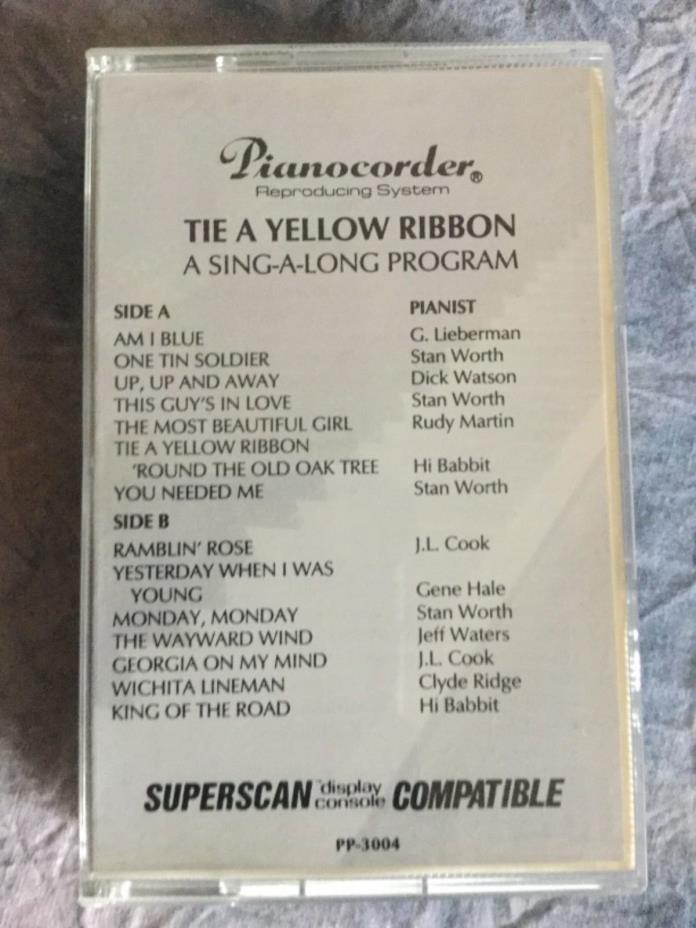 Pianocorder®
Reproducing System
TIE A YELLOW RIBBON
A SING-A-LONG PROGRAM
SIDE A PIANIST
AM I BLUE G. Lieberman
ONE TIN SOLDIER Stan Worth
UP, UP AND AWAY Dick Watson
THIS GUY'S IN LOVE Stan Worth
THE MOST BEAUTIFUL GIRL Rudy Martin
TIE A YELLOW RIBBON
'ROUND THE OLD OAK TREE Hi Babbit
YOU NEEDED ME Stan Worth
SIDE B
RAMBLIN' ROSE J.L. Cook
YESTERDAY WHEN I WAS
YOUNG Gene Hale
MONDAY, MONDAY Stan Worth
THE WAYWARD WIND Jeff Waters
GEORGIA ON MY MIND J.L. Cook
WICHITA LINEMAN Clyde Ridge
KING OF THE ROAD Hi Babbit
SUPERSCAN™ display console COMPATIBLE
PP-3004